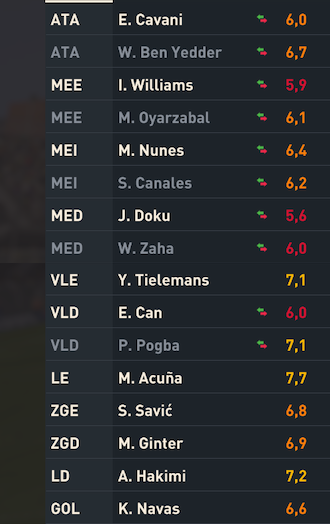 ATA E. Cavani 6,0
ATA W. Ben Yedder 6,7
MEE I. Williams 5,9
MEE M. Oyarzabal 6,1
MEI M. Nunes 6,4
MEI S. Canales 6,2
MED J. Doku 5,6
MED W. Zaha 6,0
VLE Y. Tielemans 7,1
VLD E. Can 6,0
VLD P. Pogba 7,1
LE M. Acuña 7,7
ZGE S. Savić 6,8
ZGD M. Ginter 6,9
LD A. Hakimi 7,2
GOL K. Navas 6,6